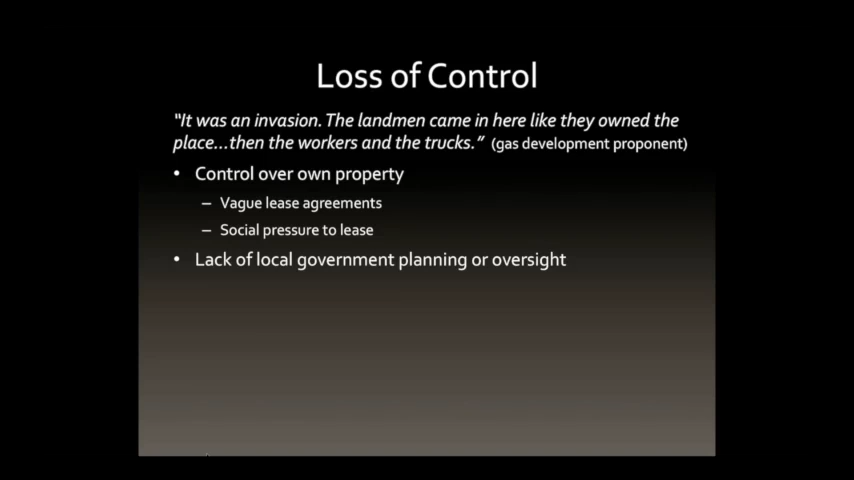 Loss of Control
"It was an invasion. The landmen came in here like they owned the
place...then the workers and the trucks." (gas development proponent)
• Control over own property
– Vague lease agreements
– Social pressure to lease
• Lack of local government planning or oversight